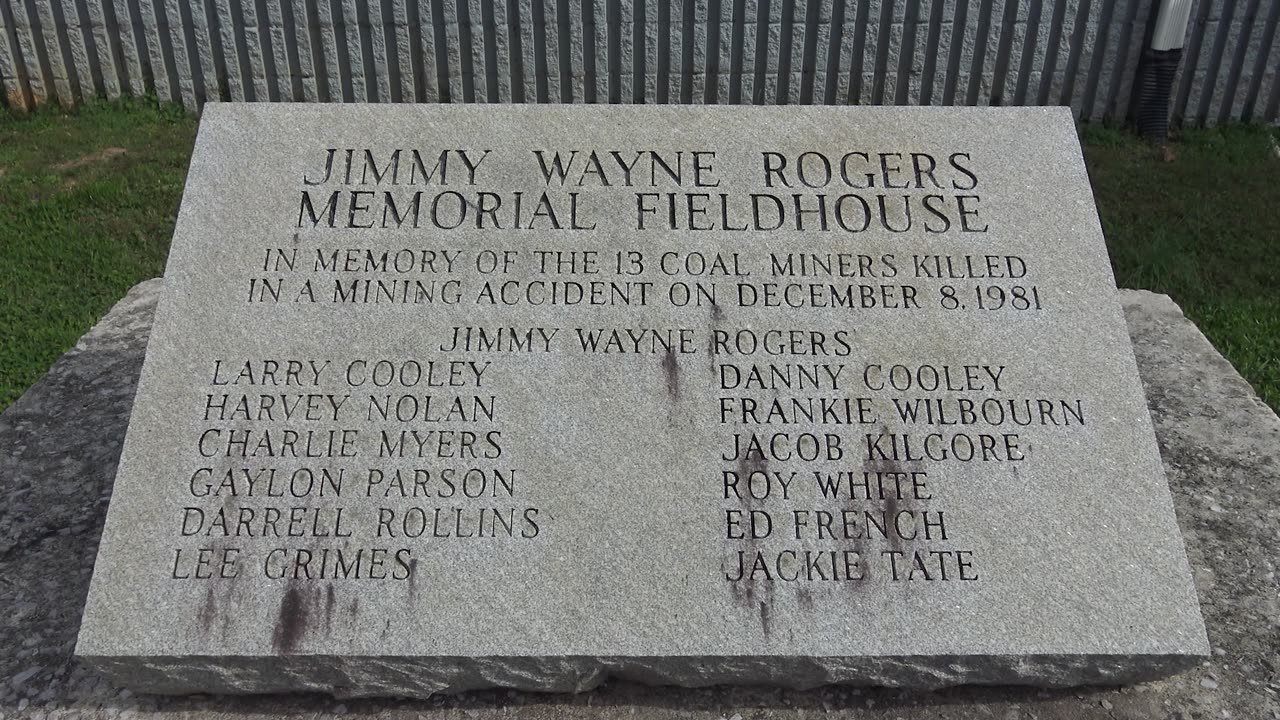 JIMMY WAYNE ROGERS
MEMORIAL FIELDHOUSE
IN MEMORY OF THE 13 COAL MINERS KILLED
IN A MINING ACCIDENT ON DECEMBER 8, 1981
JIMMY WAYNE ROGERS
LARRY COOLEY DANNY COOLEY
HARVEY NOLAN FRANKIE WILBOURN
CHARLIE MYERS JACOB KILGORE
GAYLON PARSON ROY WHITE
DARRELL ROLLINS ED FRENCH
LEE GRIMES JACKIE TATE